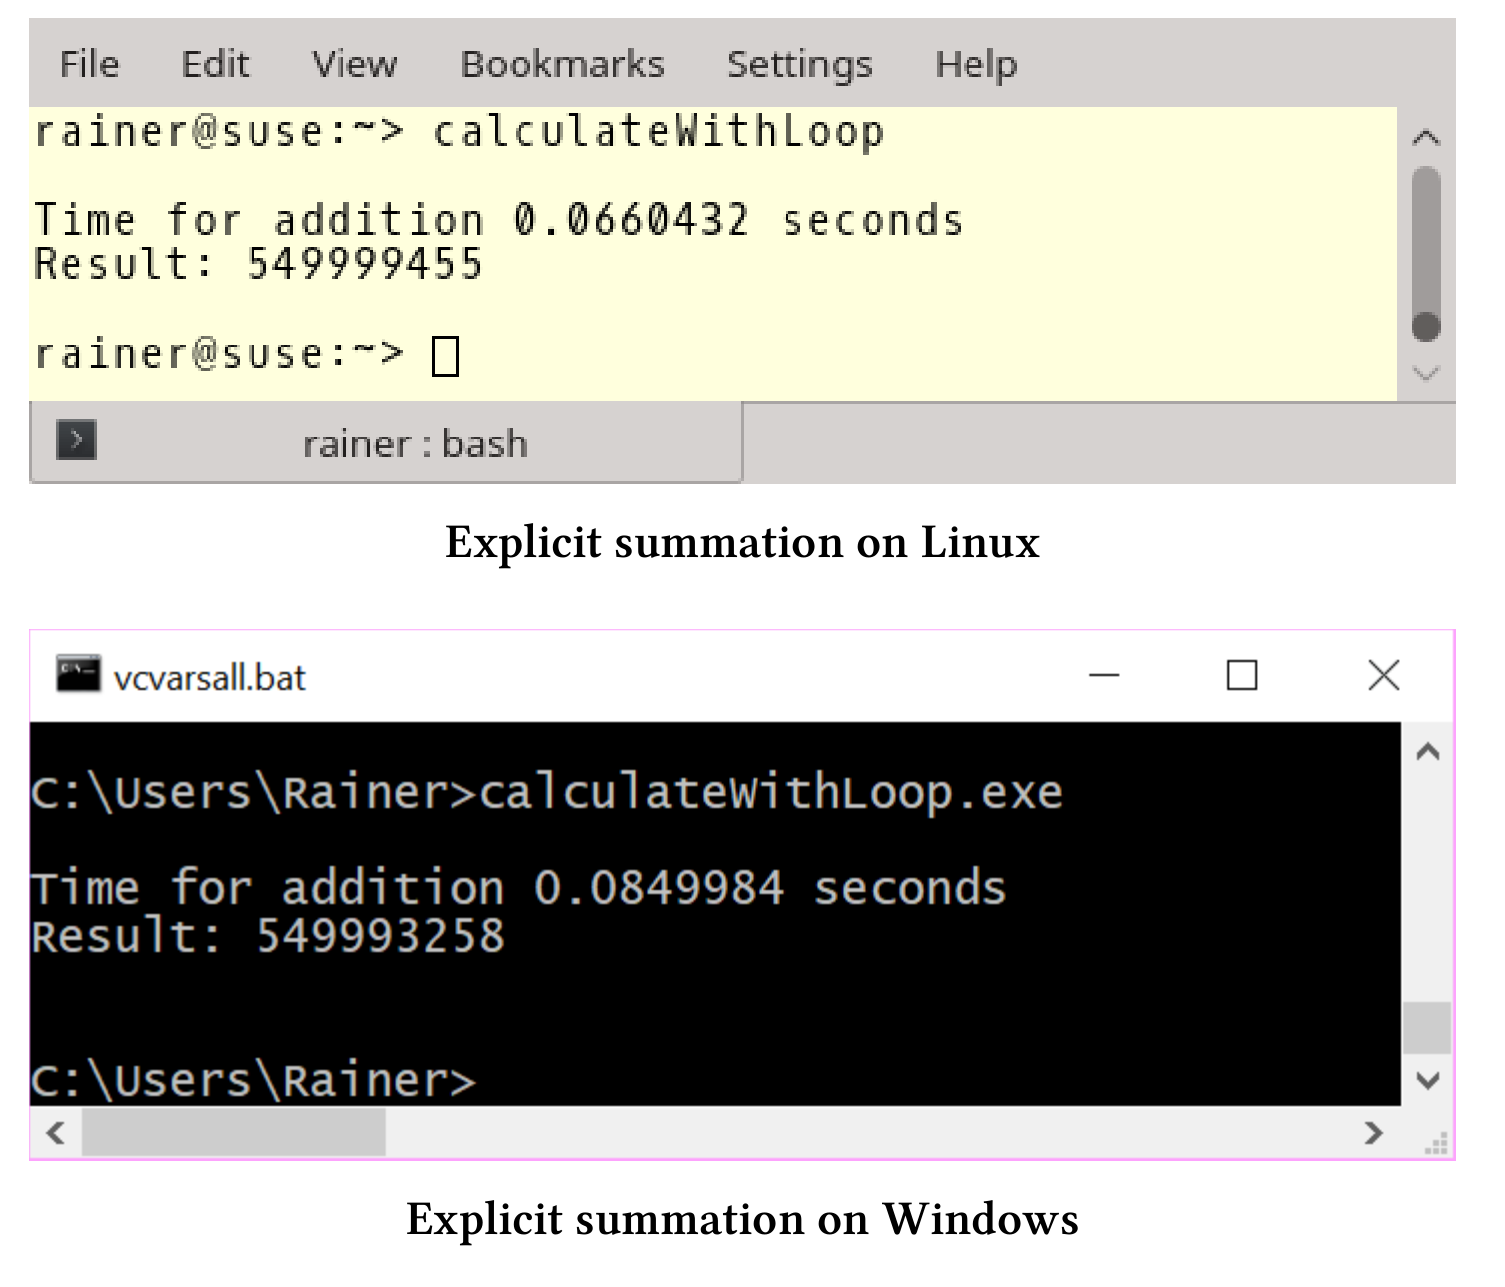 File Edit View Bookmarks Settings Help
rainer@suse:~> calculateWithLoop
Time for addition 0.0660432 seconds
Result: 549999455
rainer@suse:~>
rainer : bash
Explicit summation on Linux
vcvarsall.bat
C:\Users\Rainer>calculateWithLoop.exe
Time for addition 0.0849984 seconds
Result: 549993258
C:\Users\Rainer>
Explicit summation on Windows